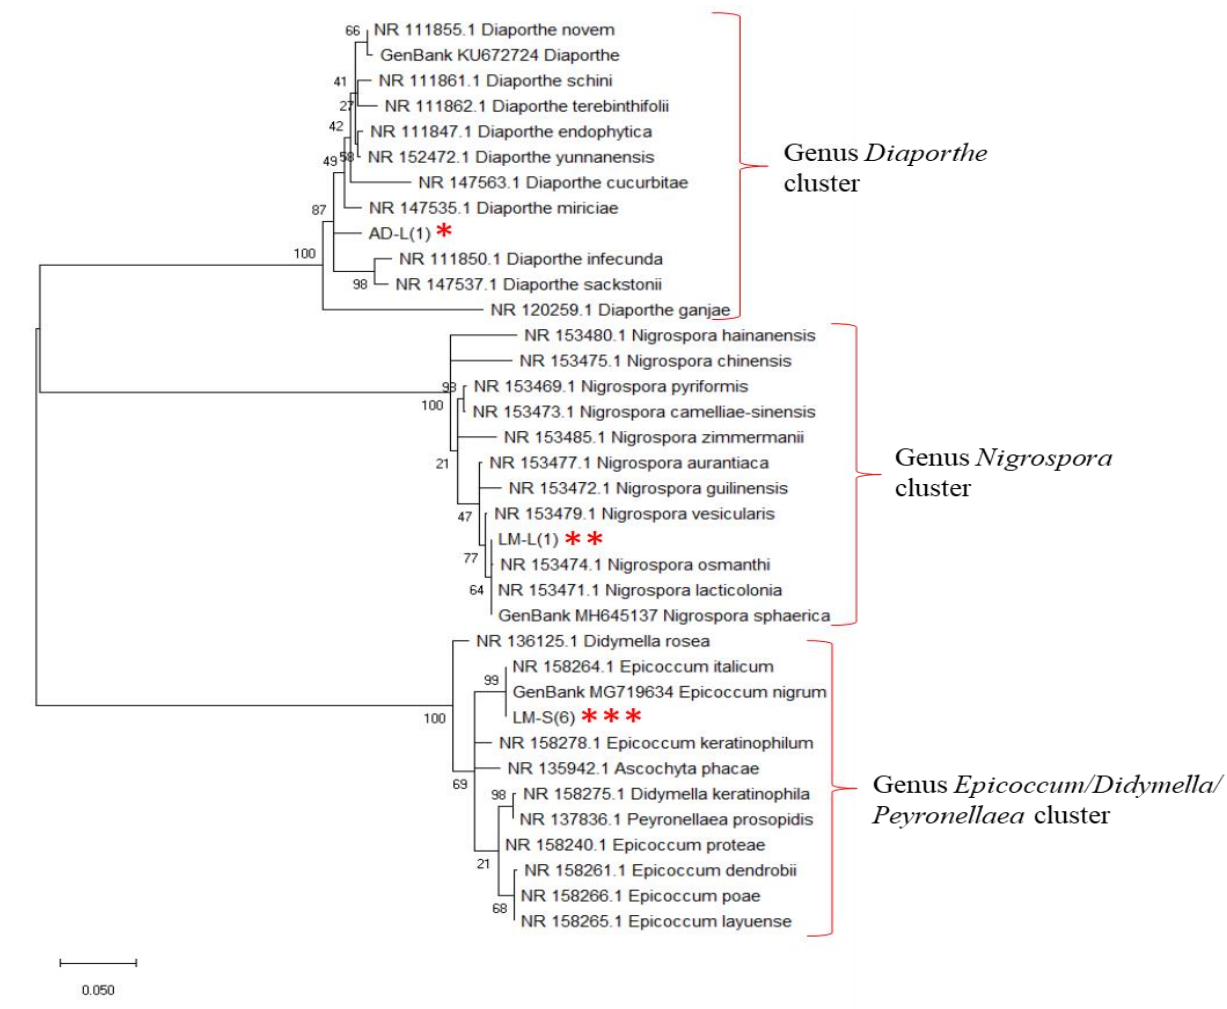 66
NR 111855.1 Diaporthe novem
GenBank KU672724 Diaporthe
41
NR 111861.1 Diaporthe schini
27
NR 111862.1 Diaporthe terebinthifolii
42
NR 111847.1 Diaporthe endophytica
49
58
NR 152472.1 Diaporthe yunnanensis
Genus Diaporthe
cluster
NR 147563.1 Diaporthe cucurbitae
87
NR 147535.1 Diaporthe miriciae
AD-L(1) *
100
NR 111850.1 Diaporthe infecunda
98
NR 147537.1 Diaporthe sackstonii
NR 120259.1 Diaporthe ganjae
NR 153480.1 Nigrospora hainanensis
NR 153475.1 Nigrospora chinensis
NR 153469.1 Nigrospora pyriformis
100
NR 153473.1 Nigrospora camelliae-sinensis
NR 153485.1 Nigrospora zimmermanii
21
NR 153477.1 Nigrospora aurantiaca
Genus Nigrospora
cluster
NR 153472.1 Nigrospora guilinensis
47
NR 153479.1 Nigrospora vesicularis
LM-L(1) * *
77
NR 153474.1 Nigrospora osmanthi
64
NR 153471.1 Nigrospora lacticolonia
GenBank MH645137 Nigrospora sphaerica
NR 136125.1 Didymella rosea
NR 158264.1 Epicoccum italicum
99
GenBank MG719634 Epicoccum nigrum
100
LM-S(6) * * *
NR 158278.1 Epicoccum keratinophilum
NR 135942.1 Ascochyta phacae
69
98
NR 158275.1 Didymella keratinophila
NR 137836.1 Peyronellaea prosopidis
Genus Epicoccum/Didymella/
Peyronellaea cluster
NR 158240.1 Epicoccum proteae
21
NR 158261.1 Epicoccum dendrobii
NR 158266.1 Epicoccum poae
68
NR 158265.1 Epicoccum layuense
0.050